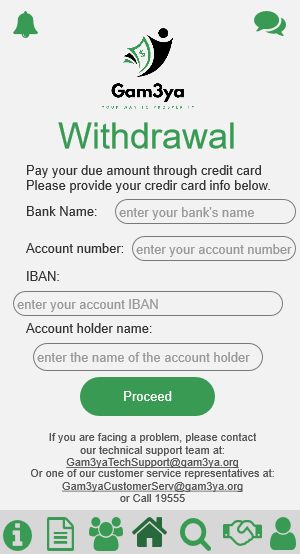 Gam3ya
YOUR WAY TO PROSPERITY
Withdrawal
Pay your due amount through credit card
Please provide your credir card info below.
Bank Name: enter your bank's name
Account number: enter your account number
IBAN:
enter your account IBAN
Account holder name:
enter the name of the account holder
Proceed
If you are facing a problem, please contact
our technical support team at:
Gam3yaTechSupport@gam3ya.org
Or one of our customer service representatives at:
Gam3yaCustomerServ@gam3ya.org
or Call 19555